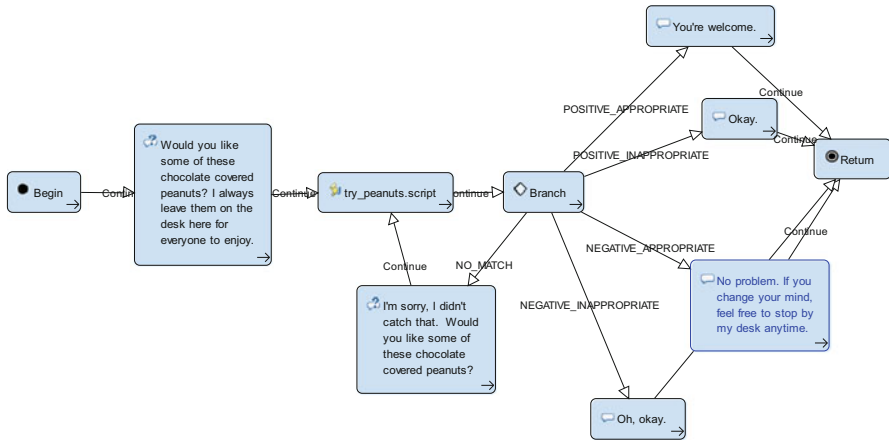 Begin
Continue
Would you like
some of these
chocolate covered
peanuts? I always
leave them on the
desk here for
everyone to enjoy.
Continue
try_peanuts.script
Continue
Branch
NO_MATCH
I'm sorry, I didn't
catch that. Would
you like some of
these chocolate
covered peanuts?
Continue
POSITIVE_APPROPRIATE
You're welcome.
Continue
POSITIVE_INAPPROPRIATE
Okay.
Continue
NEGATIVE_APPROPRIATE
No problem. If you
change your mind,
feel free to stop by
my desk anytime.
Continue
NEGATIVE_INAPPROPRIATE
Oh, okay.
Return